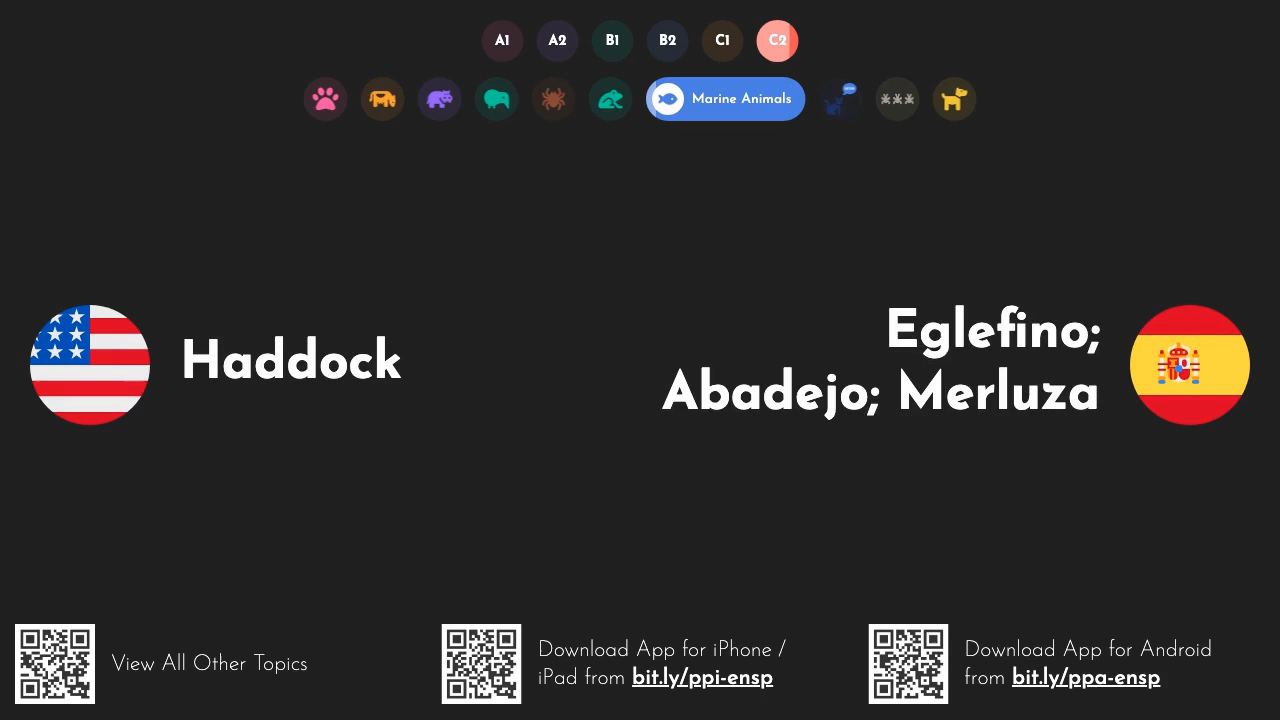 A1 A2 B1 B2 C1 C2
Marine Animals
Haddock
Eglefino;
Abadejo; Merluza
View All Other Topics
Download App for iPhone /
iPad from bit.ly/ppi-ensp
Download App for Android
from bit.ly/ppa-ensp